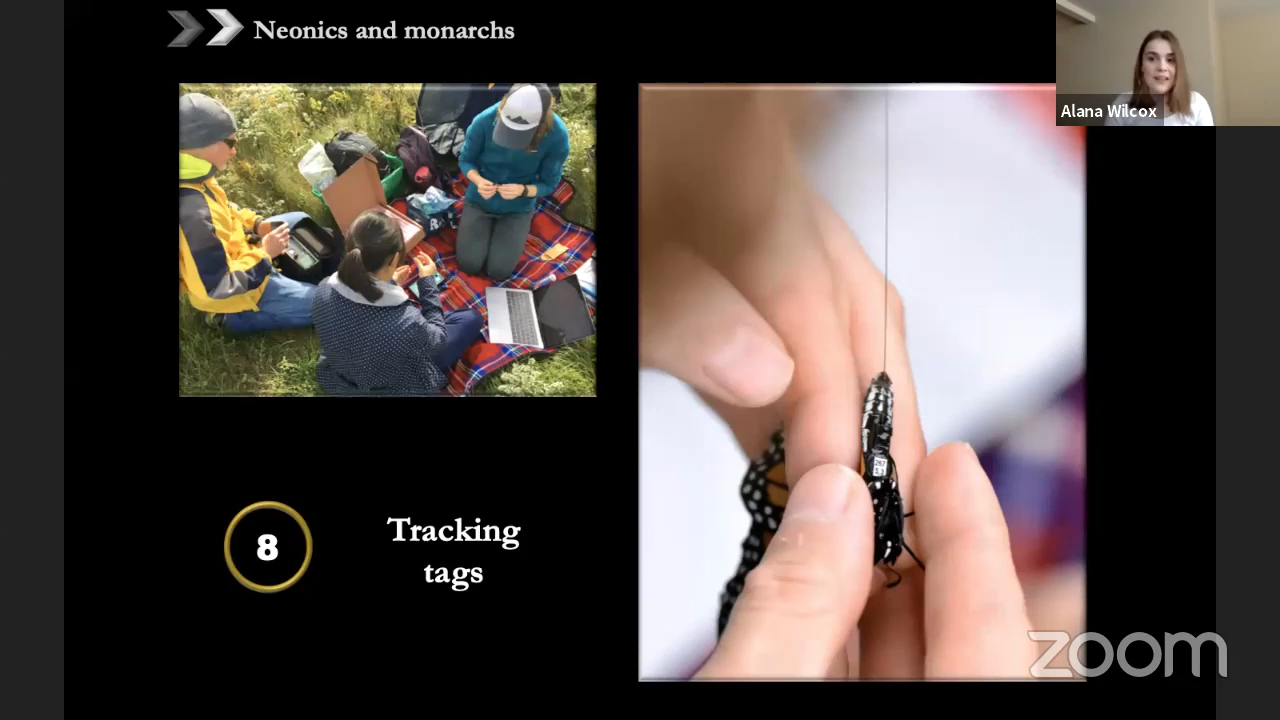 Neonics and monarchs
Alana Wilcox
8
Tracking
tags
zoom